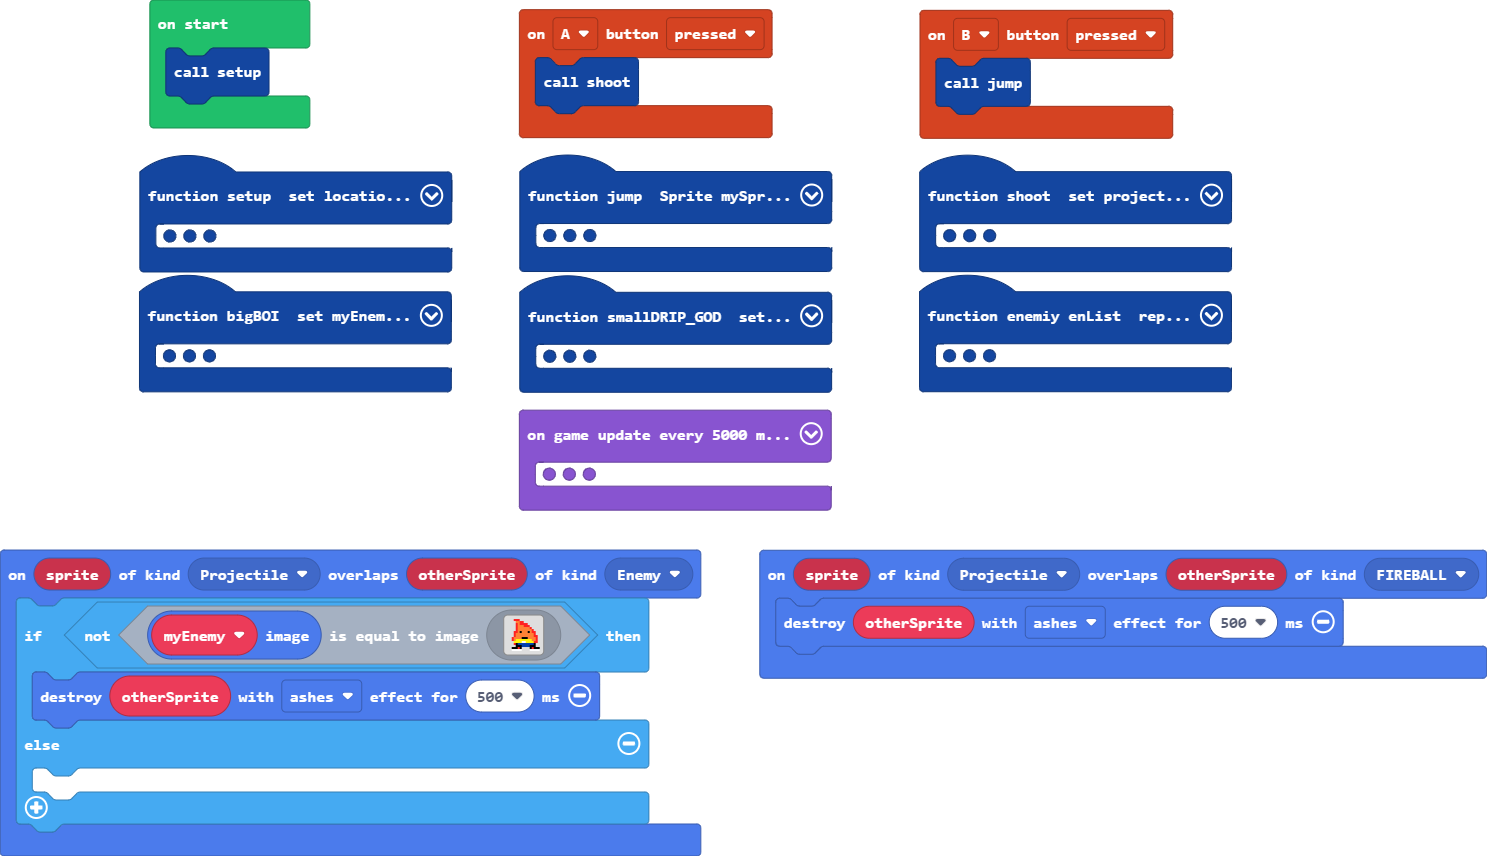 on start
call setup
on A button pressed
call shoot
on B button pressed
call jump
function setup set locatio...
function jump Sprite mySpr...
function shoot set project...
function bigBOI set myEnem...
function smallDRIP_GOD set...
function enemiy enList rep...
on game update every 5000 m...
on sprite of kind Projectile overlaps otherSprite of kind Enemy
if not myEnemy image is equal to image then
destroy otherSprite with ashes effect for 500 ms
else
on sprite of kind Projectile overlaps otherSprite of kind FIREBALL
destroy otherSprite with ashes effect for 500 ms